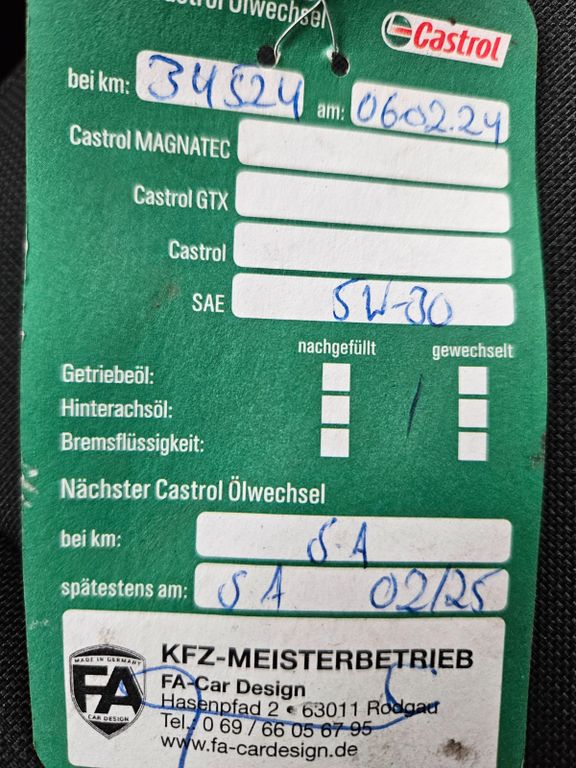 Castrol Ölwechsel
Castrol
bei km: 34524 am: 06.02.24
Castrol MAGNATEC
Castrol GTX
Castrol
SAE 5W-30
nachgefüllt gewechselt
Getriebeöl:
Hinterachsöl:
Bremsflüssigkeit:
Nächster Castrol Ölwechsel
bei km: S.A
spätestens am: S A 02/25
MADE IN GERMANY
FA
CAR DESIGN
KFZ-MEISTERBETRIEB
FA-Car Design
Hasenpfad 2 • 63011 Rodgau
Tel.: 0 69 / 66 05 67 95
www.fa-cardesign.de